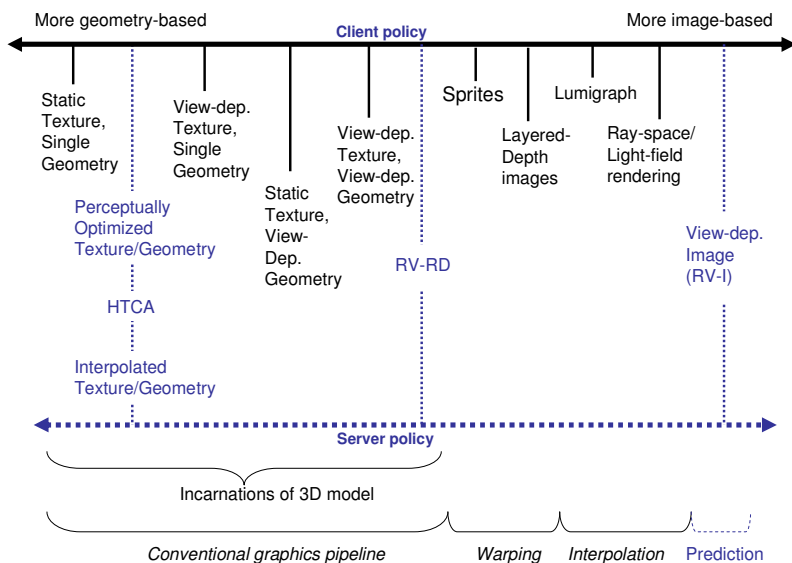 More geometry-based
More image-based
Client policy
Static
Texture,
Single
Geometry
View-dep.
Texture,
Single
Geometry
Static
Texture,
View-
Dep.
Geometry
View-dep.
Texture,
View-dep.
Geometry
Sprites
Layered-
Depth
images
Lumigraph
Ray-space/
Light-field
rendering
Perceptually
Optimized
Texture/Geometry
HTCA
Interpolated
Texture/Geometry
RV-RD
View-dep.
Image
(RV-I)
Server policy
Incarnations of 3D model
Conventional graphics pipeline
Warping
Interpolation
Prediction